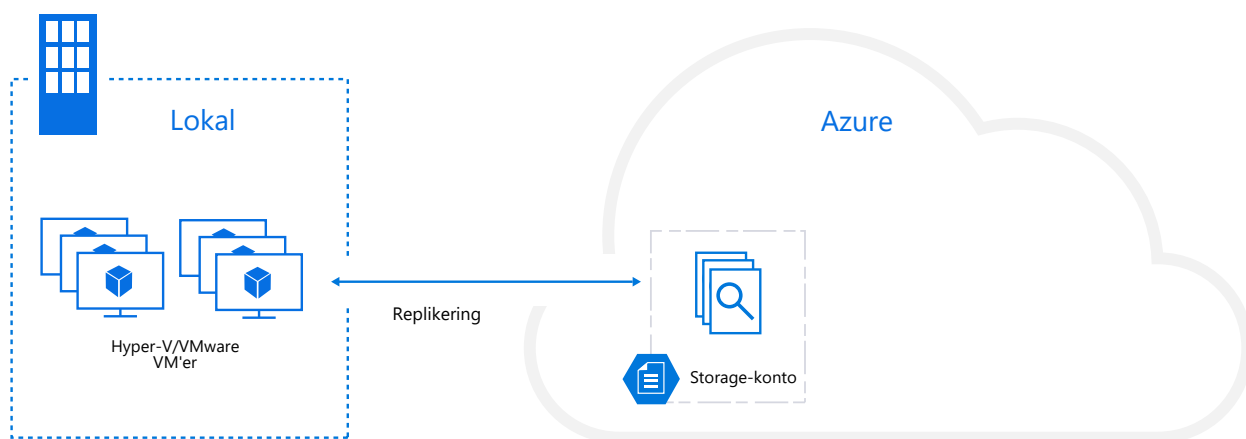 Lokal
Azure
Replikering
Hyper-V/VMware
VM'er
Storage-konto